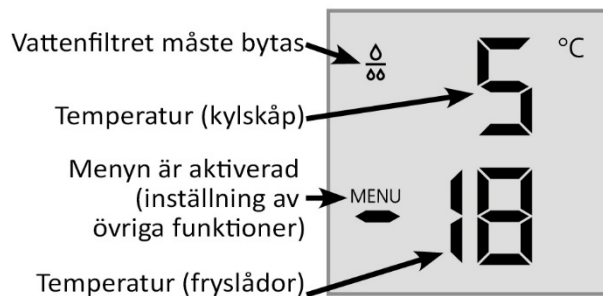 Vattenfiltret måste bytas
°C
5
Temperatur (kylskåp)
Menyn är aktiverad
(inställning av
övriga funktioner)
MENU
-18
Temperatur (fryslådor)